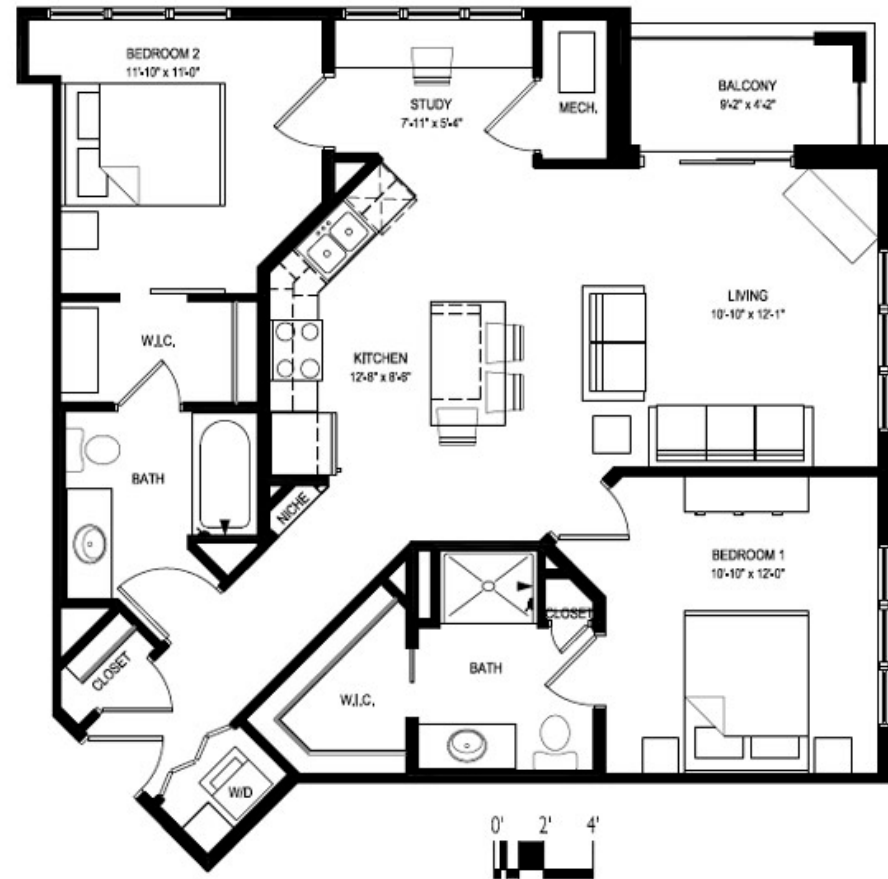 BEDROOM 2
11'-10" x 11'-0"
STUDY
7'-11" x 5'-4"
MECH.
BALCONY
9'-2" x 4'-2"
LIVING
10'-10" x 12'-1"
W.I.C.
KITCHEN
12'-8" x 8'-6"
BATH
NICHE
BEDROOM 1
10'-10" x 12'-0"
CLOSET
CLOSET
BATH
W.I.C.
W/D
0' 2' 4'